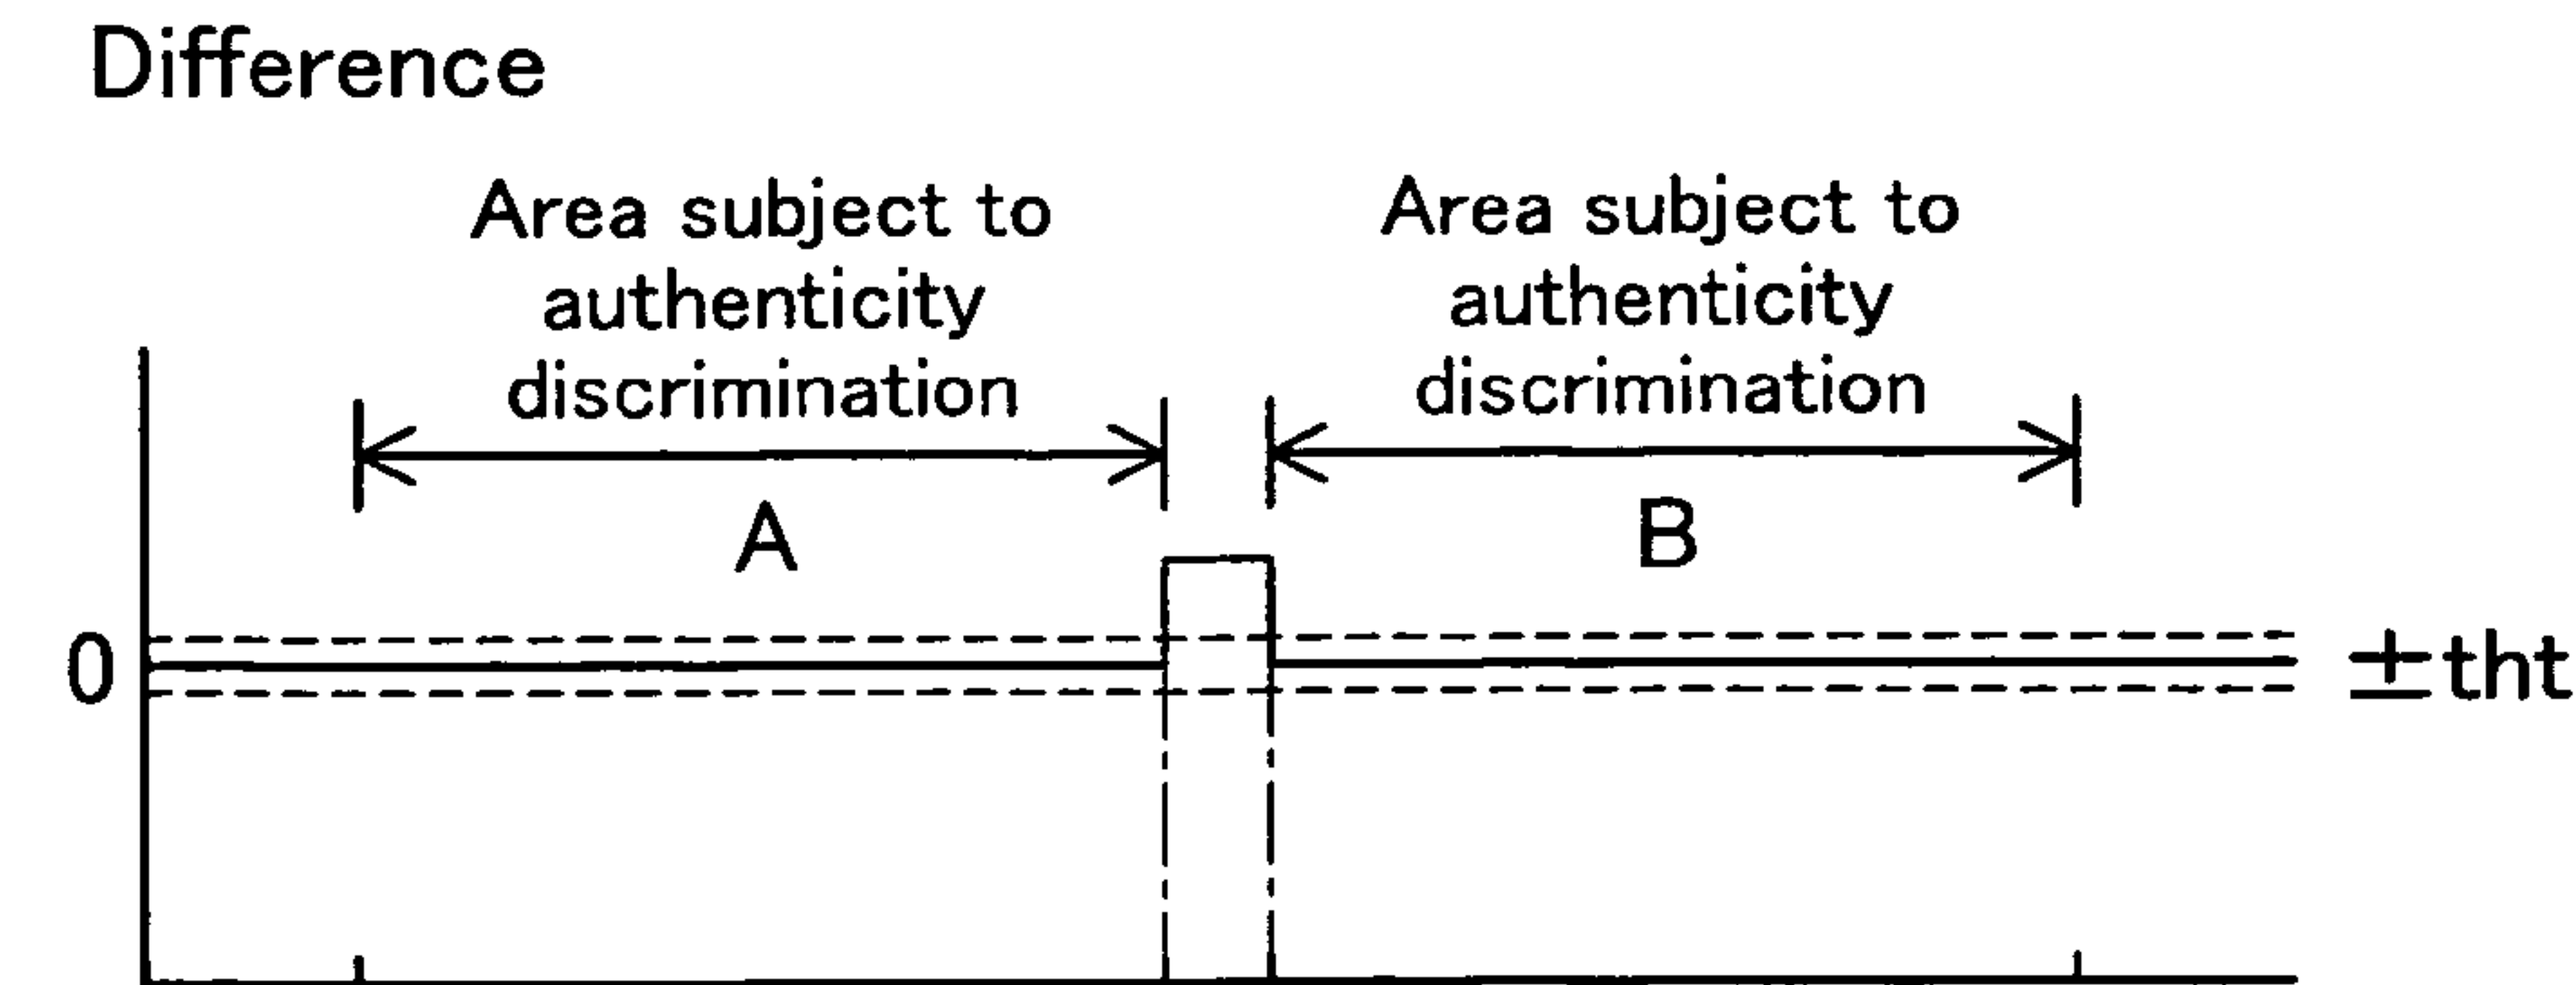 Difference
Area subject to
authenticity
discrimination
A
Area subject to
authenticity
discrimination
B
0
±tht